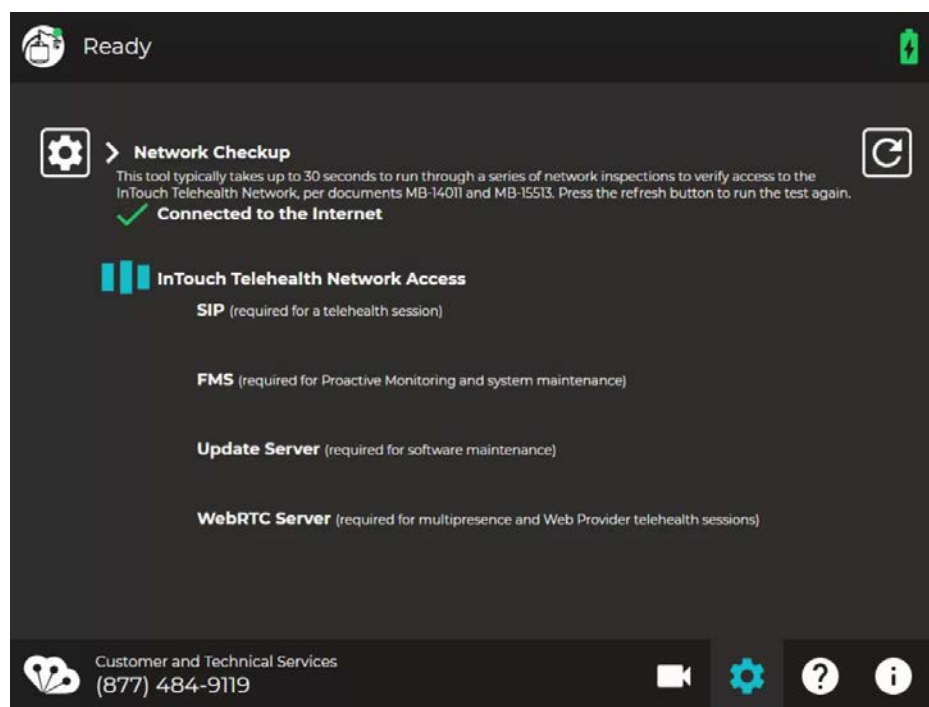 Ready
Network Checkup
This tool typically takes up to 30 seconds to run through a series of network inspections to verify access to the
InTouch Telehealth Network, per documents MB-14011 and MB-15513. Press the refresh button to run the test again.
Connected to the Internet
InTouch Telehealth Network Access
SIP (required for a telehealth session)
FMS (required for Proactive Monitoring and system maintenance)
Update Server (required for software maintenance)
WebRTC Server (required for multipresence and Web Provider telehealth sessions)
Customer and Technical Services
(877) 484-9119